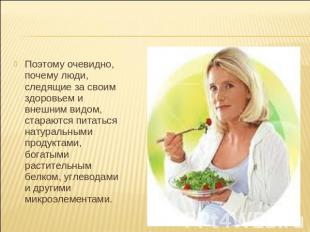 Поэтому очевидно,
почему люди,
следящие за своим
здоровьем и
внешним видом,
стараются питаться
натуральными
продуктами,
богатыми
растительным
белком, углеводами
и другими
микроэлементами.